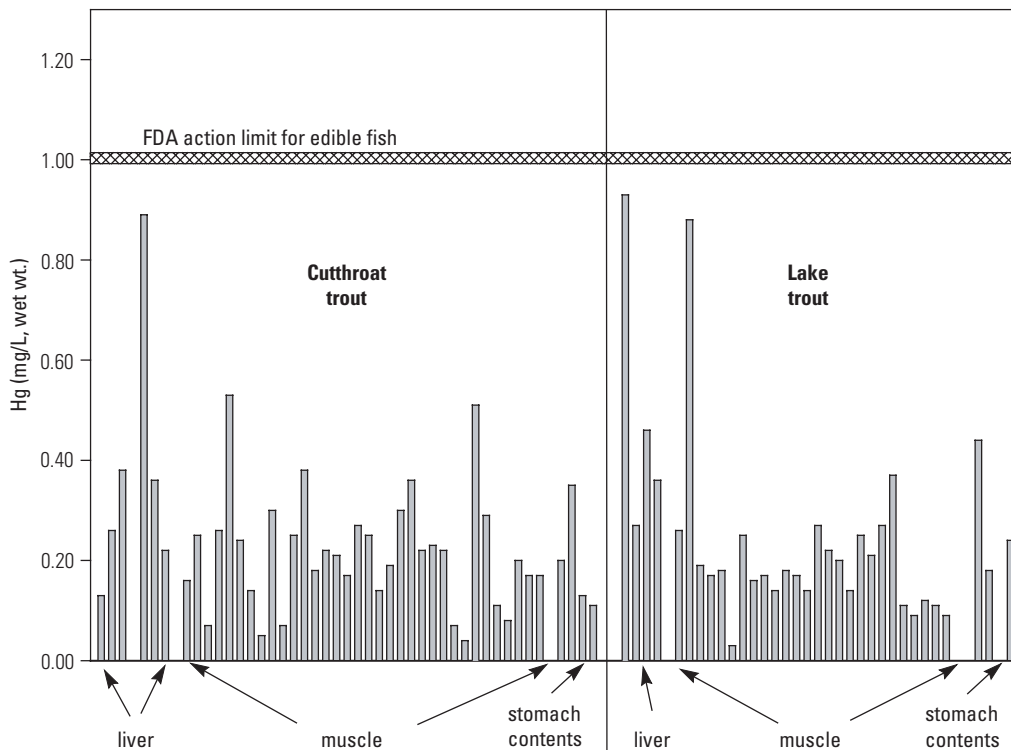 1.20
FDA action limit for edible fish
1.00
0.80
Cutthroat
trout
Lake
trout
Hg (mg/L, wet wt.)
0.60
0.40
0.20
0.00
liver
muscle
stomach
contents
liver
muscle
stomach
contents